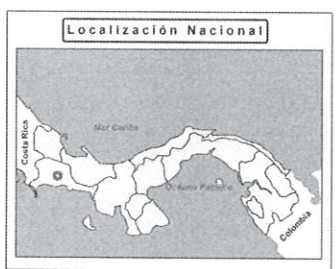 Localización Nacional
Costa Rica
Mar Caribe
Océano Pacífico
Colombia